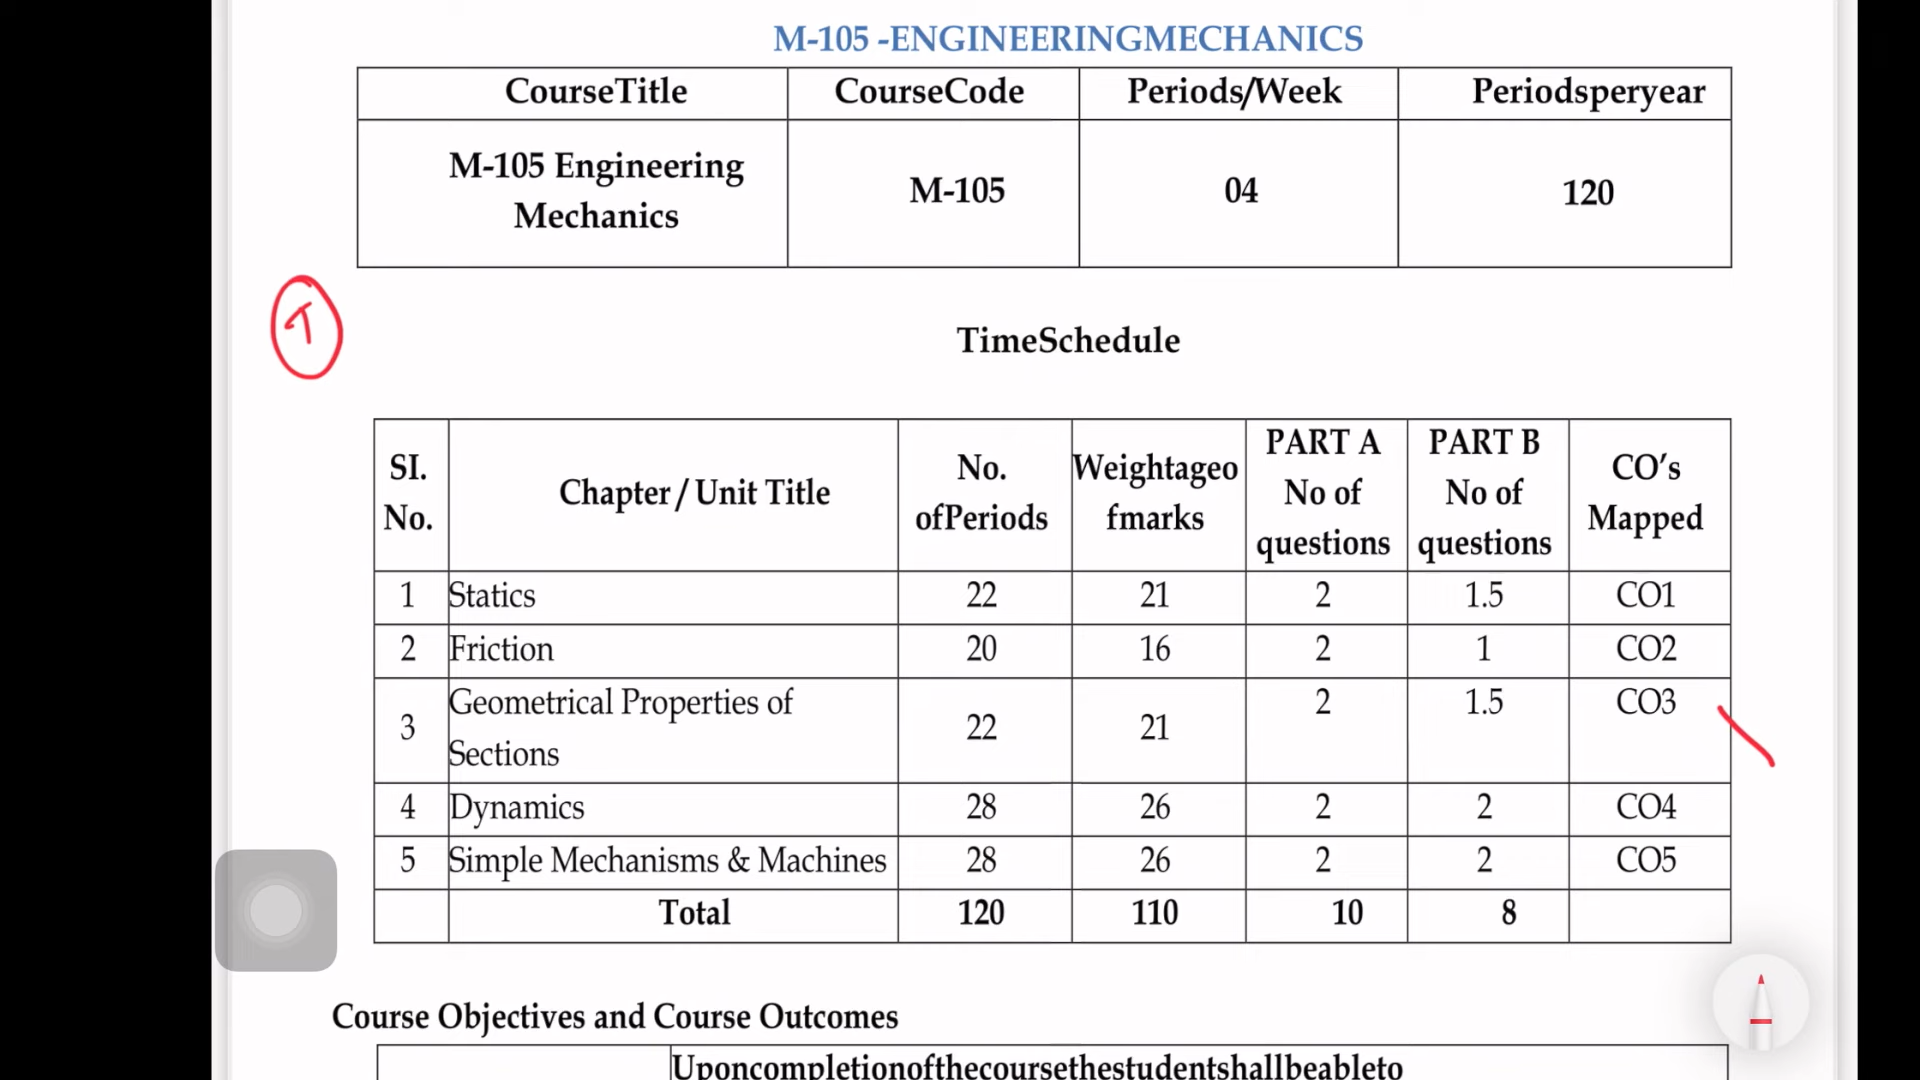 M-105 -ENGINEERINGMECHANICS
CourseTitle CourseCode Periods/Week Periodsperyear
M-105 Engineering
Mechanics M-105 04 120
T
TimeSchedule
SI.
No. Chapter / Unit Title No.
ofPeriods Weightageo
fmarks PART A
No of
questions PART B
No of
questions CO’s
Mapped
1 Statics 22 21 2 1.5 CO1
2 Friction 20 16 2 1 CO2
3 Geometrical Properties of
Sections 22 21 2 1.5 CO3
4 Dynamics 28 26 2 2 CO4
5 Simple Mechanisms & Machines 28 26 2 2 CO5
Total 120 110 10 8
Course Objectives and Course Outcomes
Uponcompletionofthecoursethestudentshallbeableto